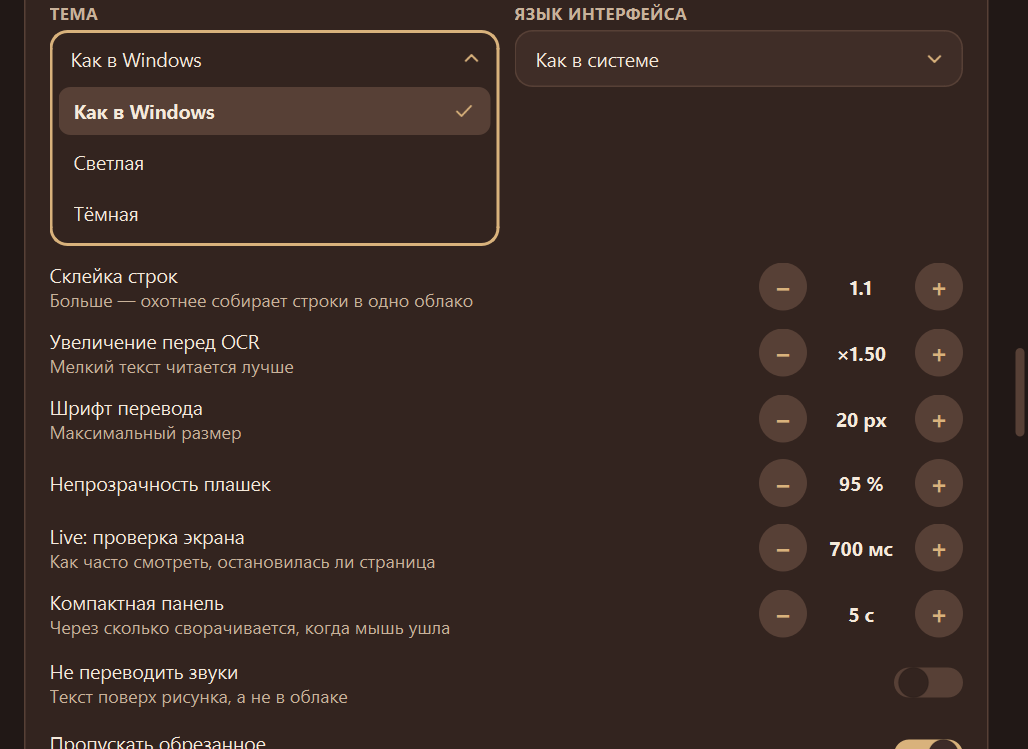 ТЕМА
ЯЗЫК ИНТЕРФЕЙСА
Как в Windows
Как в системе
Как в Windows
Светлая
Тёмная
Склейка строк
Больше — охотнее собирает строки в одно облако
− 1.1 +
Увеличение перед OCR
Мелкий текст читается лучше
− ×1.50 +
Шрифт перевода
Максимальный размер
− 20 px +
Непрозрачность плашек
− 95 % +
Live: проверка экрана
Как часто смотреть, остановилась ли страница
− 700 мс +
Компактная панель
Через сколько сворачивается, когда мышь ушла
− 5 с +
Не переводить звуки
Текст поверх рисунка, а не в облаке
Пропускать обрезанное